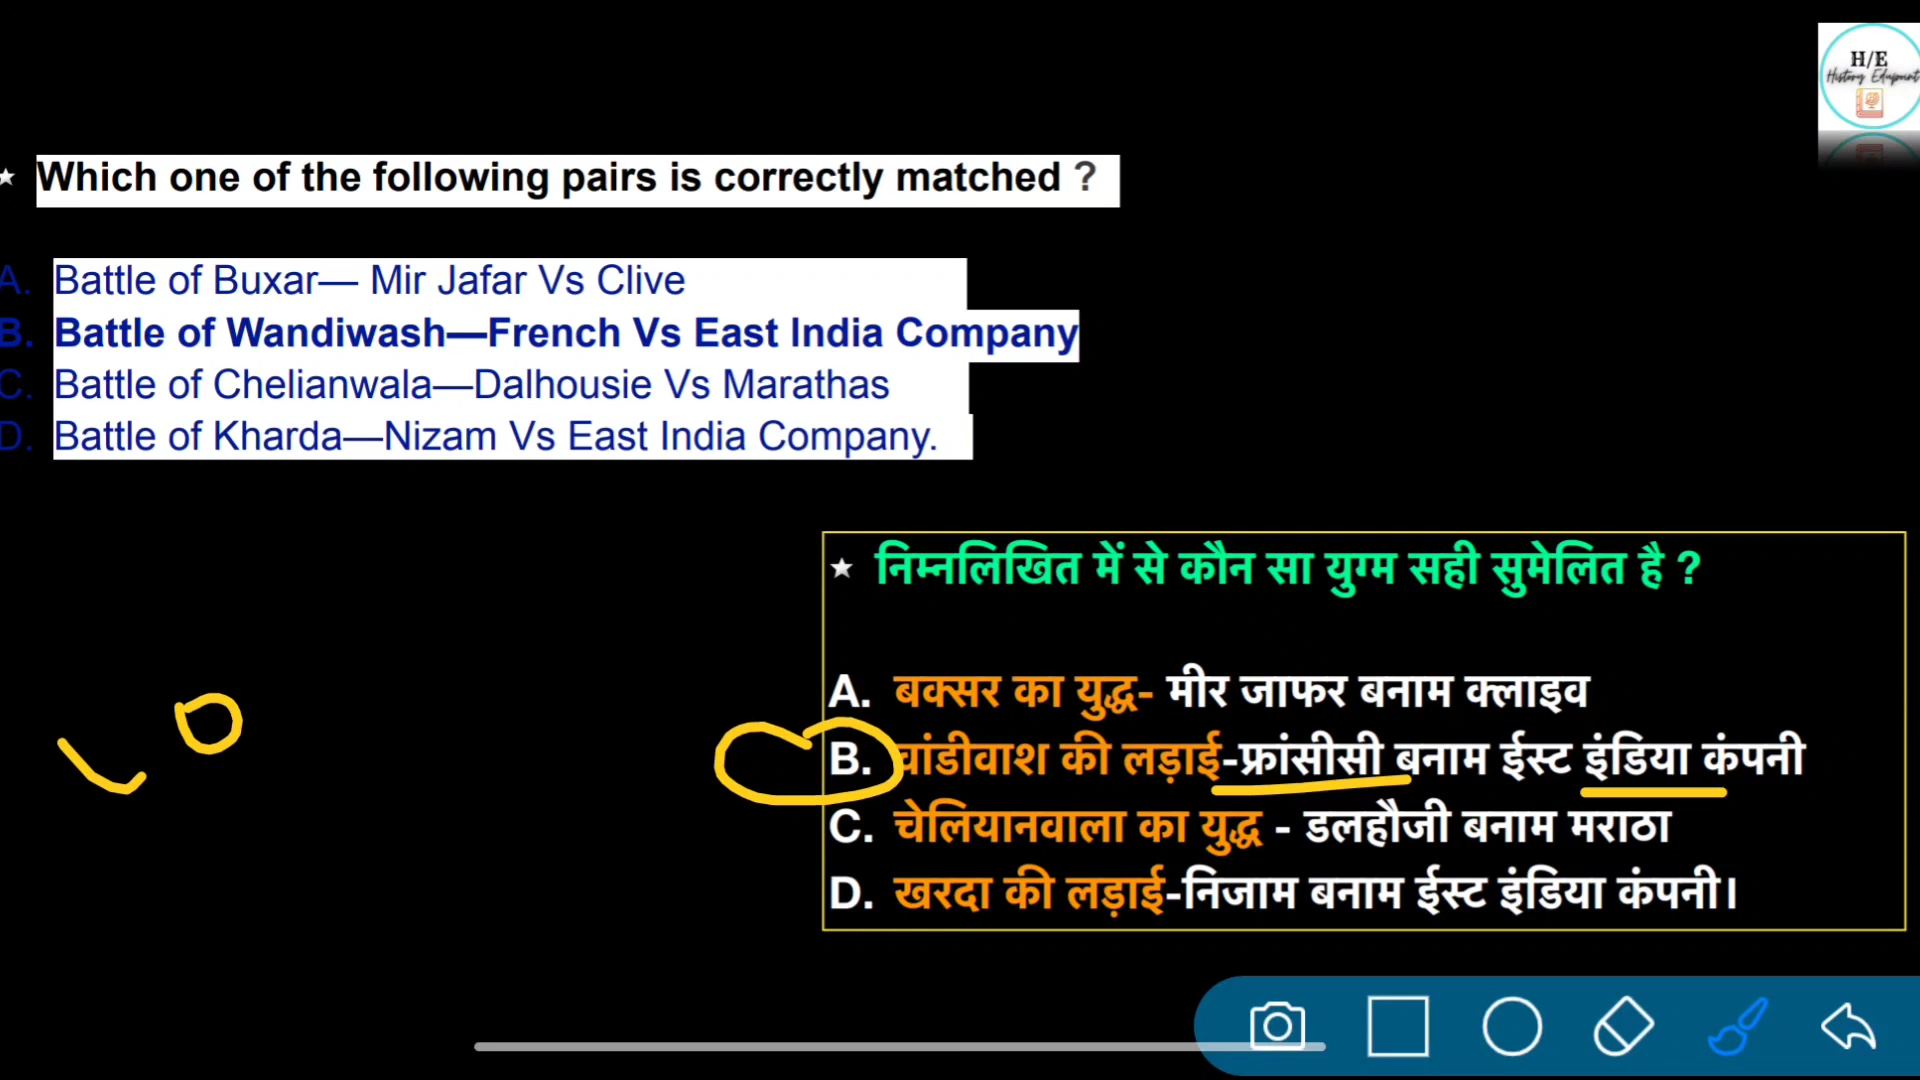 H/E
History Edupoint
★ Which one of the following pairs is correctly matched ?
A. Battle of Buxar— Mir Jafar Vs Clive
B. Battle of Wandiwash—French Vs East India Company
C. Battle of Chelianwala—Dalhousie Vs Marathas
D. Battle of Kharda—Nizam Vs East India Company.
★ निम्नलिखित में से कौन सा युग्म सही सुमेलित है ?
A. बक्सर का युद्ध- मीर जाफर बनाम क्लाइव
B. वांडीवाश की लड़ाई-फ्रांसीसी बनाम ईस्ट इंडिया कंपनी
C. चेलियानवाला का युद्ध - डलहौजी बनाम मराठा
D. खरदा की लड़ाई-निजाम बनाम ईस्ट इंडिया कंपनी।